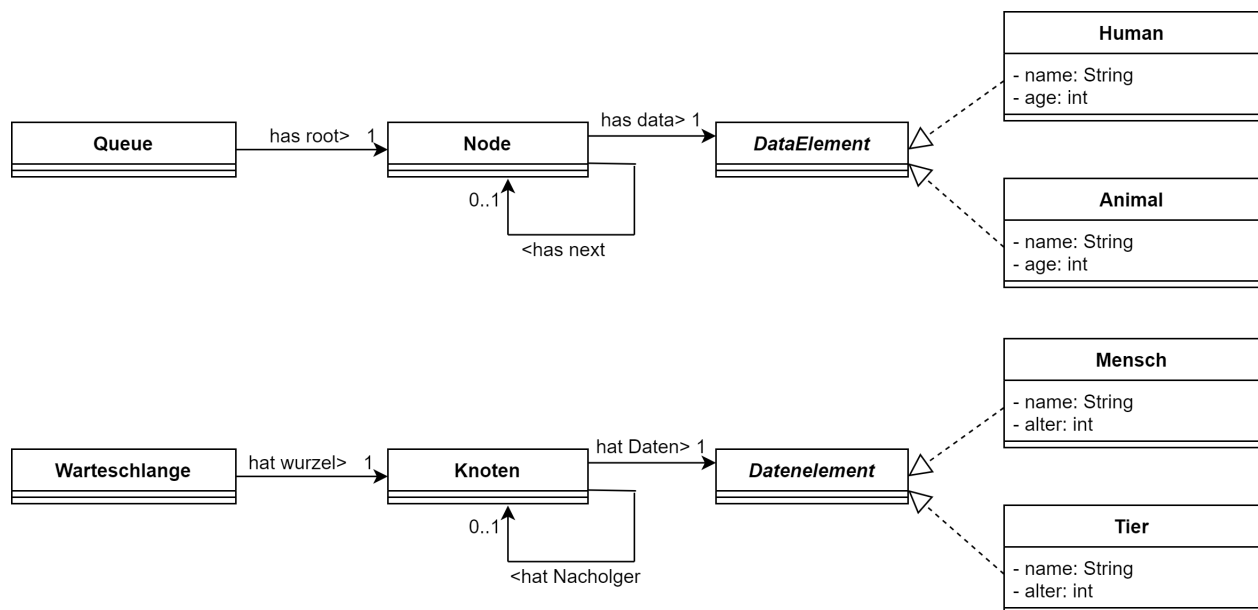 Human
- name: String
- age: int
Queue
has root>
1
Node
has data> 1
DataElement
0..1
<has next
Animal
- name: String
- age: int
Mensch
- name: String
- alter: int
Warteschlange
hat wurzel>
1
Knoten
hat Daten> 1
Datenelement
0..1
<hat Nacholger
Tier
- name: String
- alter: int